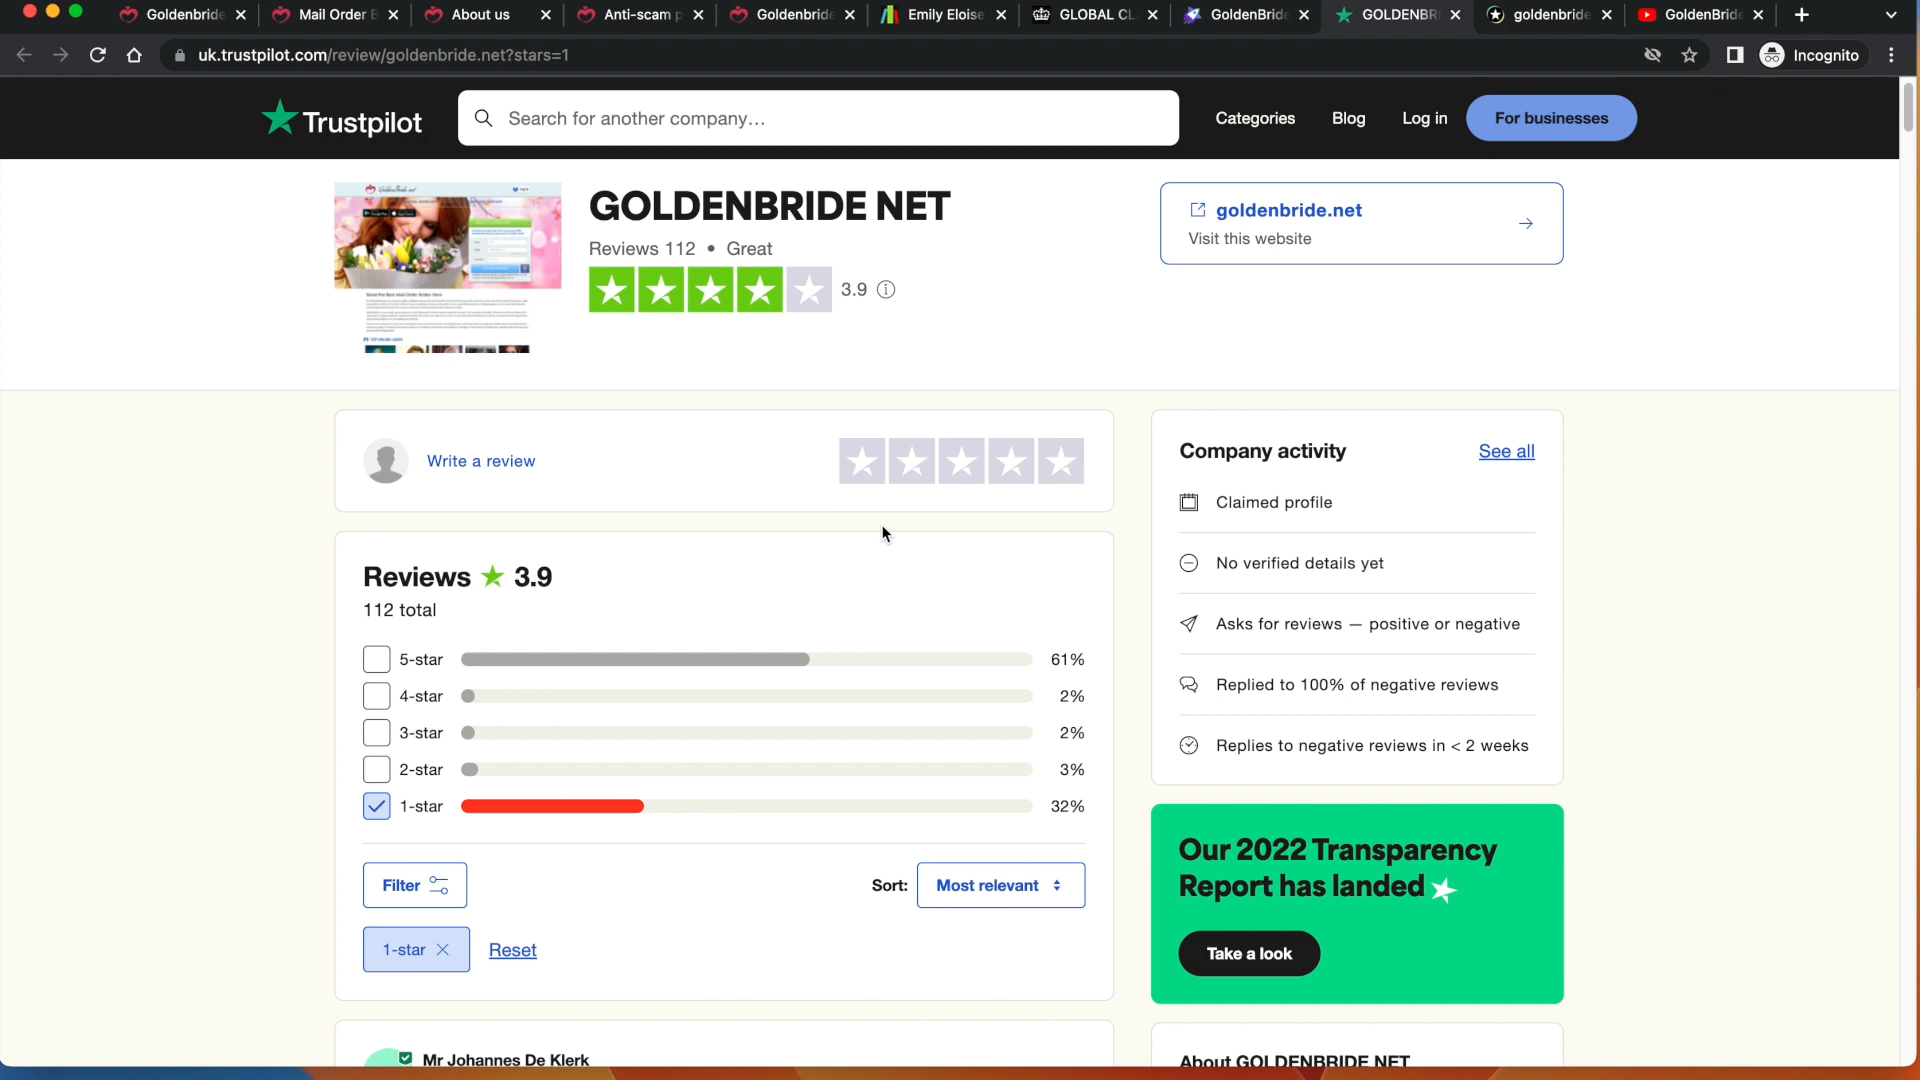 Goldenbride
Mail Order B
About us
Anti-scam p
Goldenbride
Emily Eloise
GLOBAL CL
GoldenBride
GOLDENBRI
goldenbride
GoldenBride
uk.trustpilot.com/review/goldenbride.net?stars=1
Incognito
Trustpilot
Search for another company...
Categories
Blog
Log in
For businesses
GOLDENBRIDE NET
Reviews 112 • Great
3.9
goldenbride.net
Visit this website
Write a review
Reviews 3.9
112 total
5-star 61%
4-star 2%
3-star 2%
2-star 3%
1-star 32%
Filter
Sort: Most relevant
1-star
Reset
Mr Johannes De Klerk
Company activity
See all
Claimed profile
No verified details yet
Asks for reviews — positive or negative
Replied to 100% of negative reviews
Replies to negative reviews in < 2 weeks
Our 2022 Transparency
Report has landed
Take a look
About GOLDENBRIDE NET